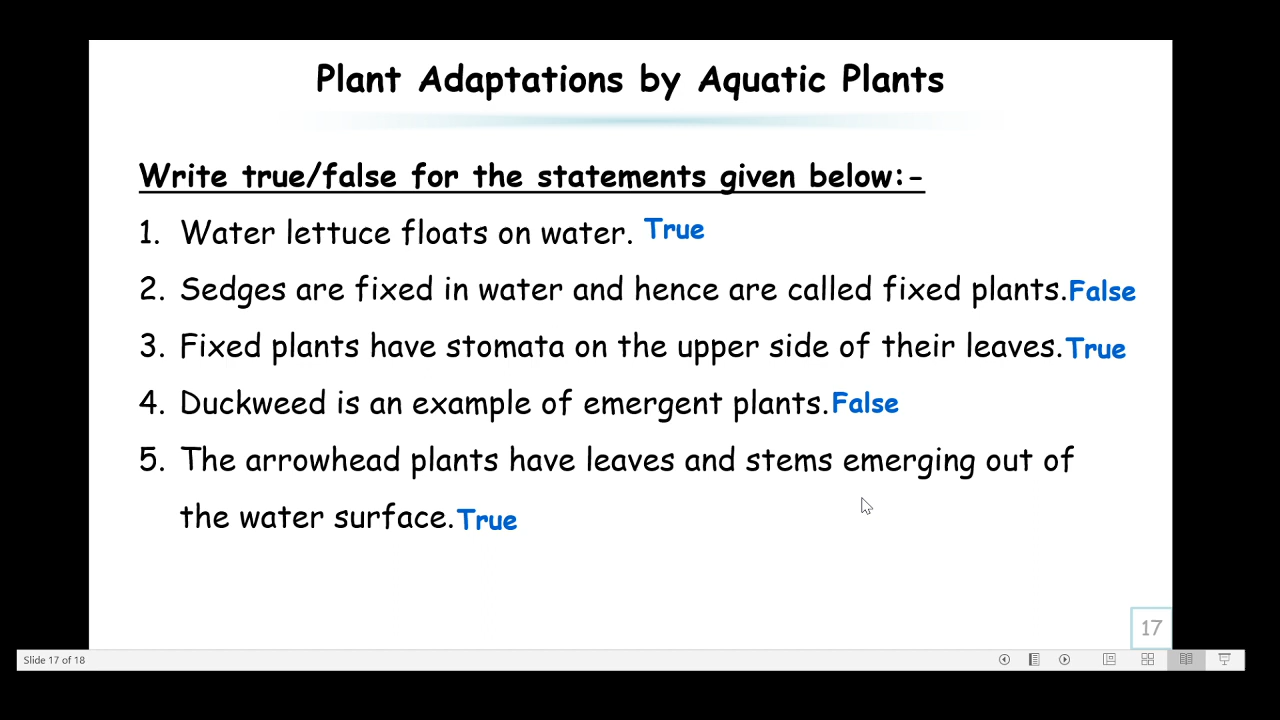 Plant Adaptations by Aquatic Plants
Write true/false for the statements given below:-
1. Water lettuce floats on water. True
2. Sedges are fixed in water and hence are called fixed plants.False
3. Fixed plants have stomata on the upper side of their leaves.True
4. Duckweed is an example of emergent plants.False
5. The arrowhead plants have leaves and stems emerging out of
the water surface.True
17
Slide 17 of 18